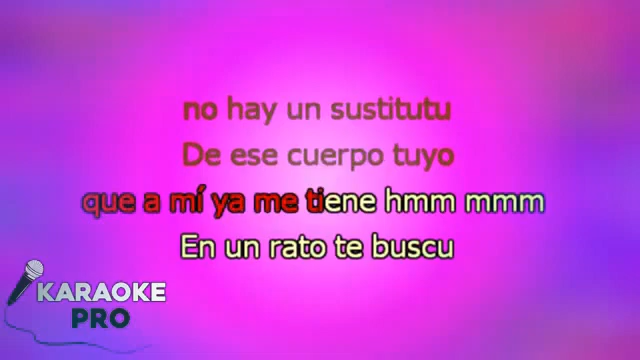 no hay un sustitutu
De ese cuerpo tuyo
que a mí ya me tiene hmm mmm
En un rato te buscu
KARAOKE
PRO